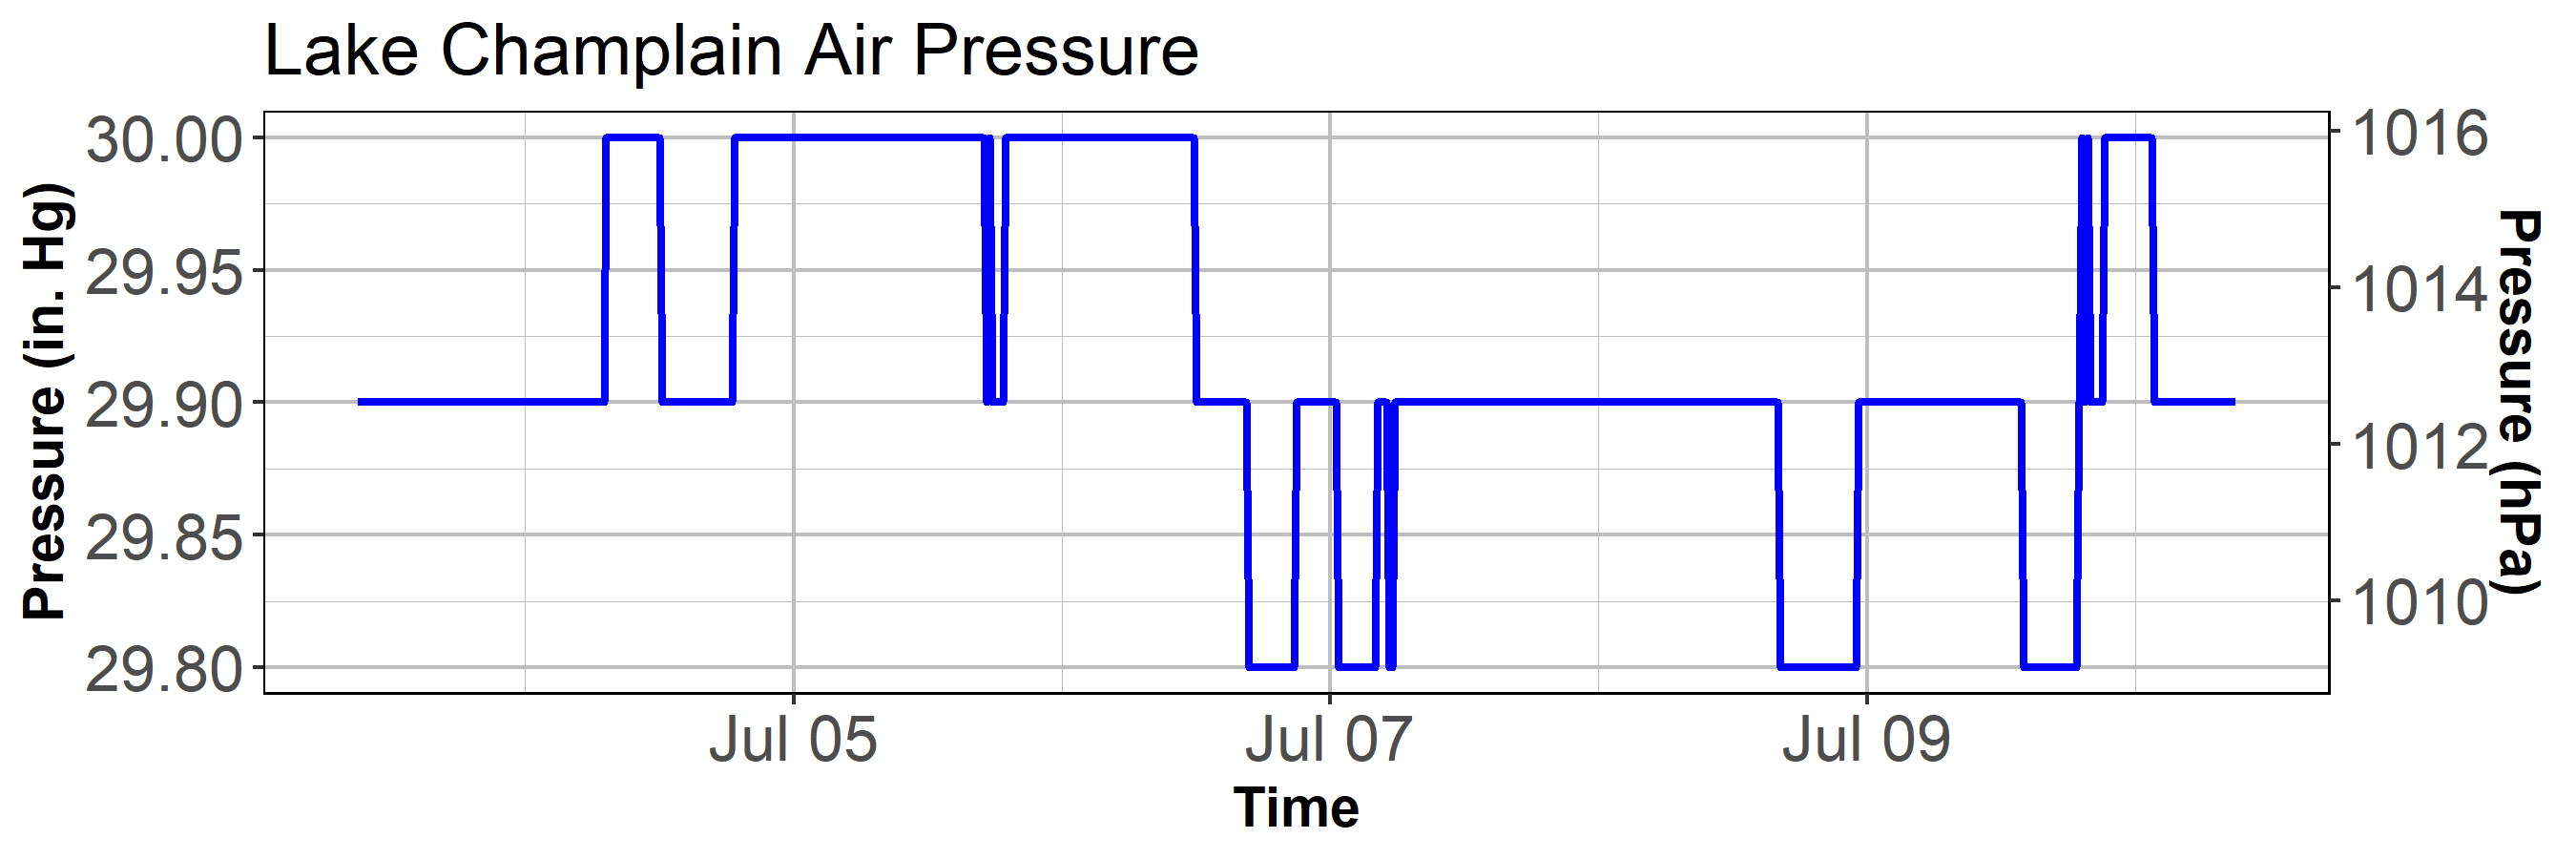 Lake Champlain Air Pressure
30.00
29.95
29.90
29.85
29.80
Pressure (in. Hg)
1016
1014
1012
1010
Pressure (hPa)
Jul 05 Jul 07 Jul 09
Time